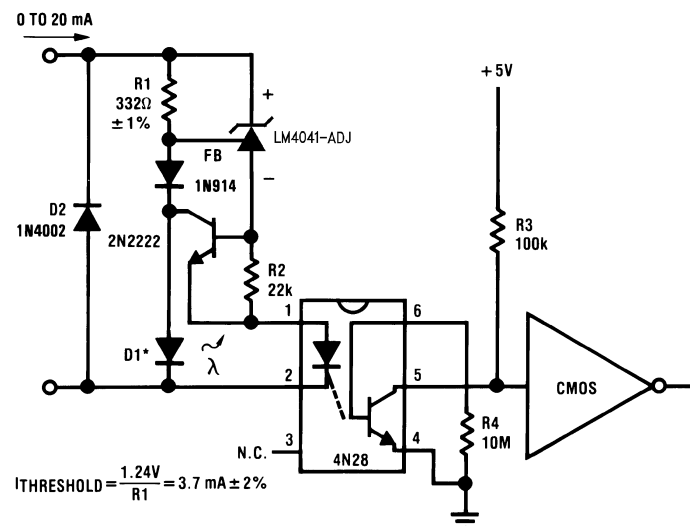 0 TO 20 mA
R1
332Ω
±1%
+
LM4041-ADJ
FB
−
1N914
D2
1N4002
2N2222
R2
22k
D1*
λ
+5V
R3
100k
1
2
3
N.C.
6
5
4
4N28
R4
10M
CMOS
ITHRESHOLD = 1.24V / R1 = 3.7 mA ± 2%